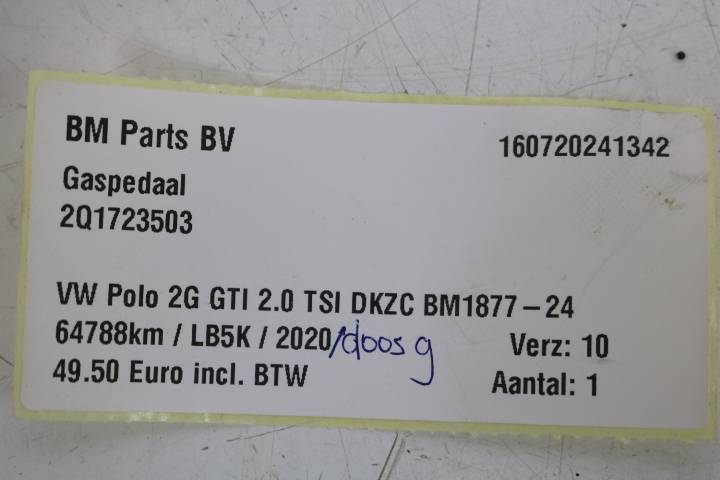 BM Parts BV 160720241342
Gaspedaal
2Q1723503
VW Polo 2G GTI 2.0 TSI DKZC BM1877-24
64788km / LB5K / 2020/doos g Verz: 10
49.50 Euro incl. BTW Aantal: 1